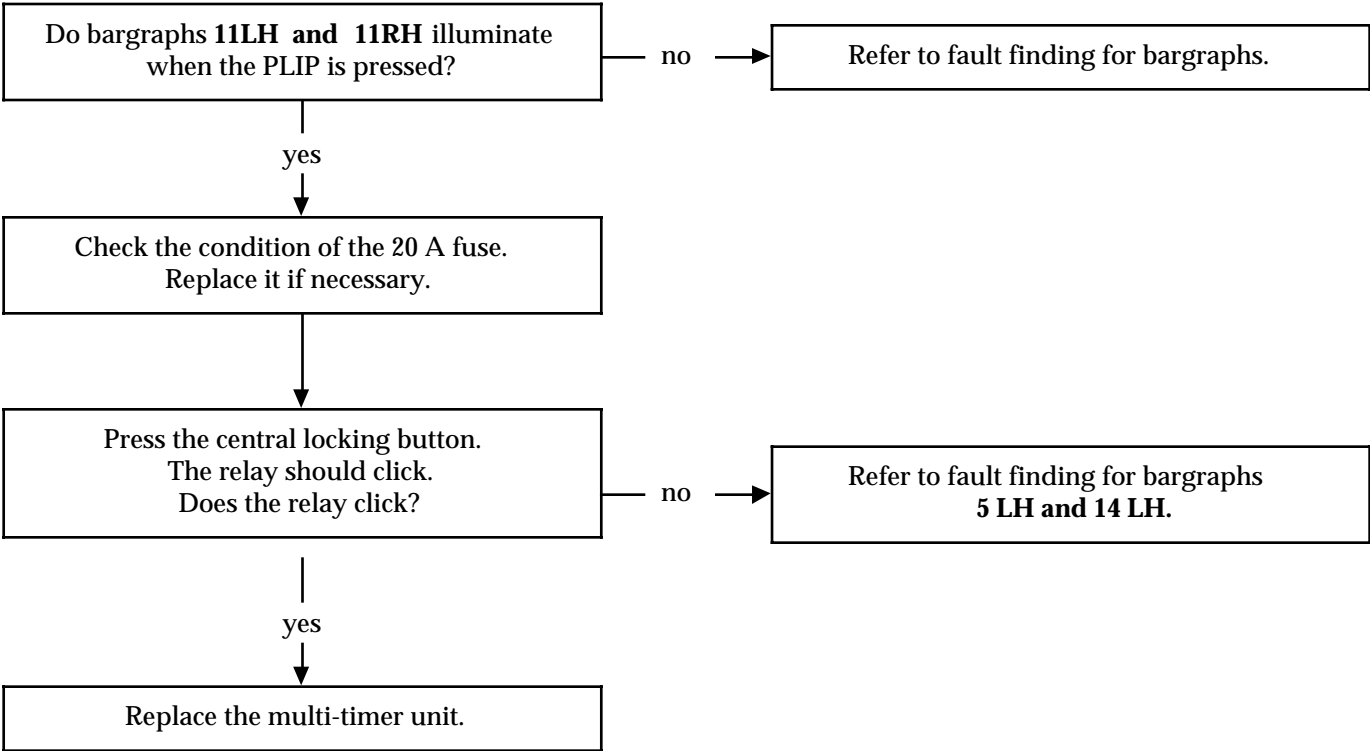 Do bargraphs 11LH and 11RH illuminate
when the PLIP is pressed?
no
Refer to fault finding for bargraphs.
yes
Check the condition of the 20 A fuse.
Replace it if necessary.
Press the central locking button.
The relay should click.
Does the relay click?
no
Refer to fault finding for bargraphs
5 LH and 14 LH.
yes
Replace the multi-timer unit.